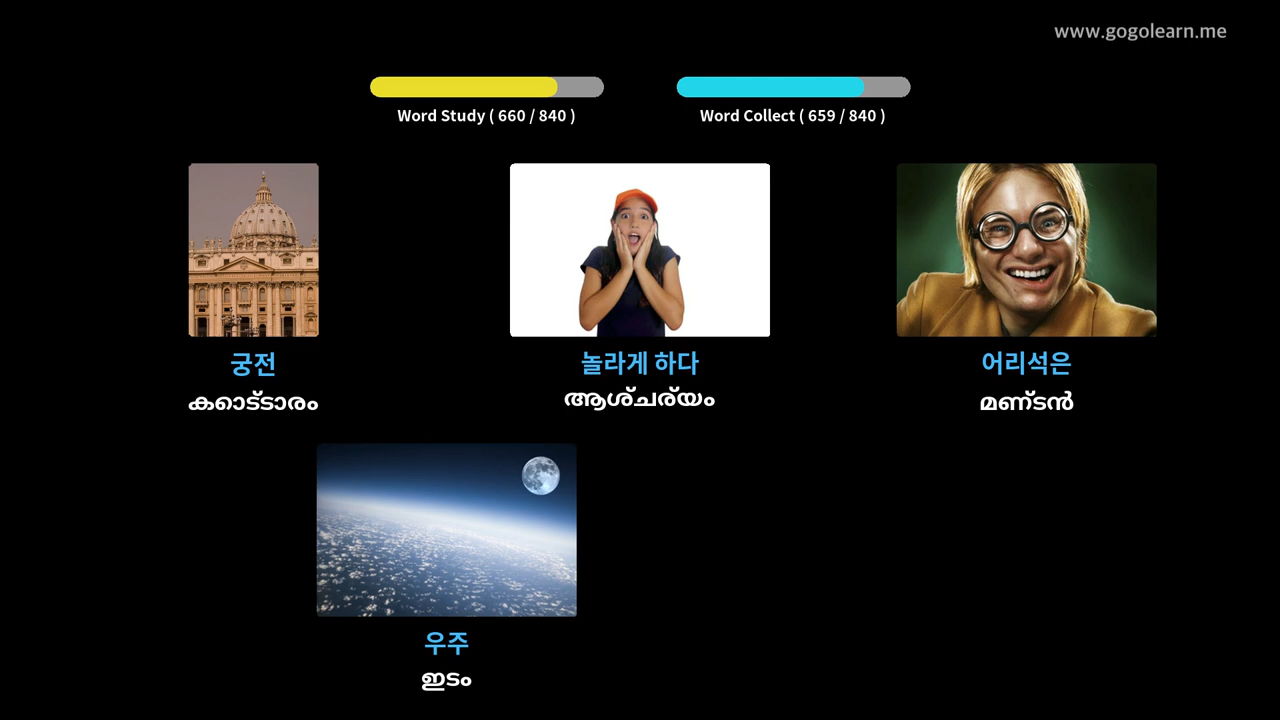 www.gogolearn.me
Word Study ( 660 / 840 )
Word Collect ( 659 / 840 )
궁전
놀라게 하다
어리석은
കൊട്ടാരം
ആശ്ചര്യം
മണ്ടൻ
우주
ഇടം